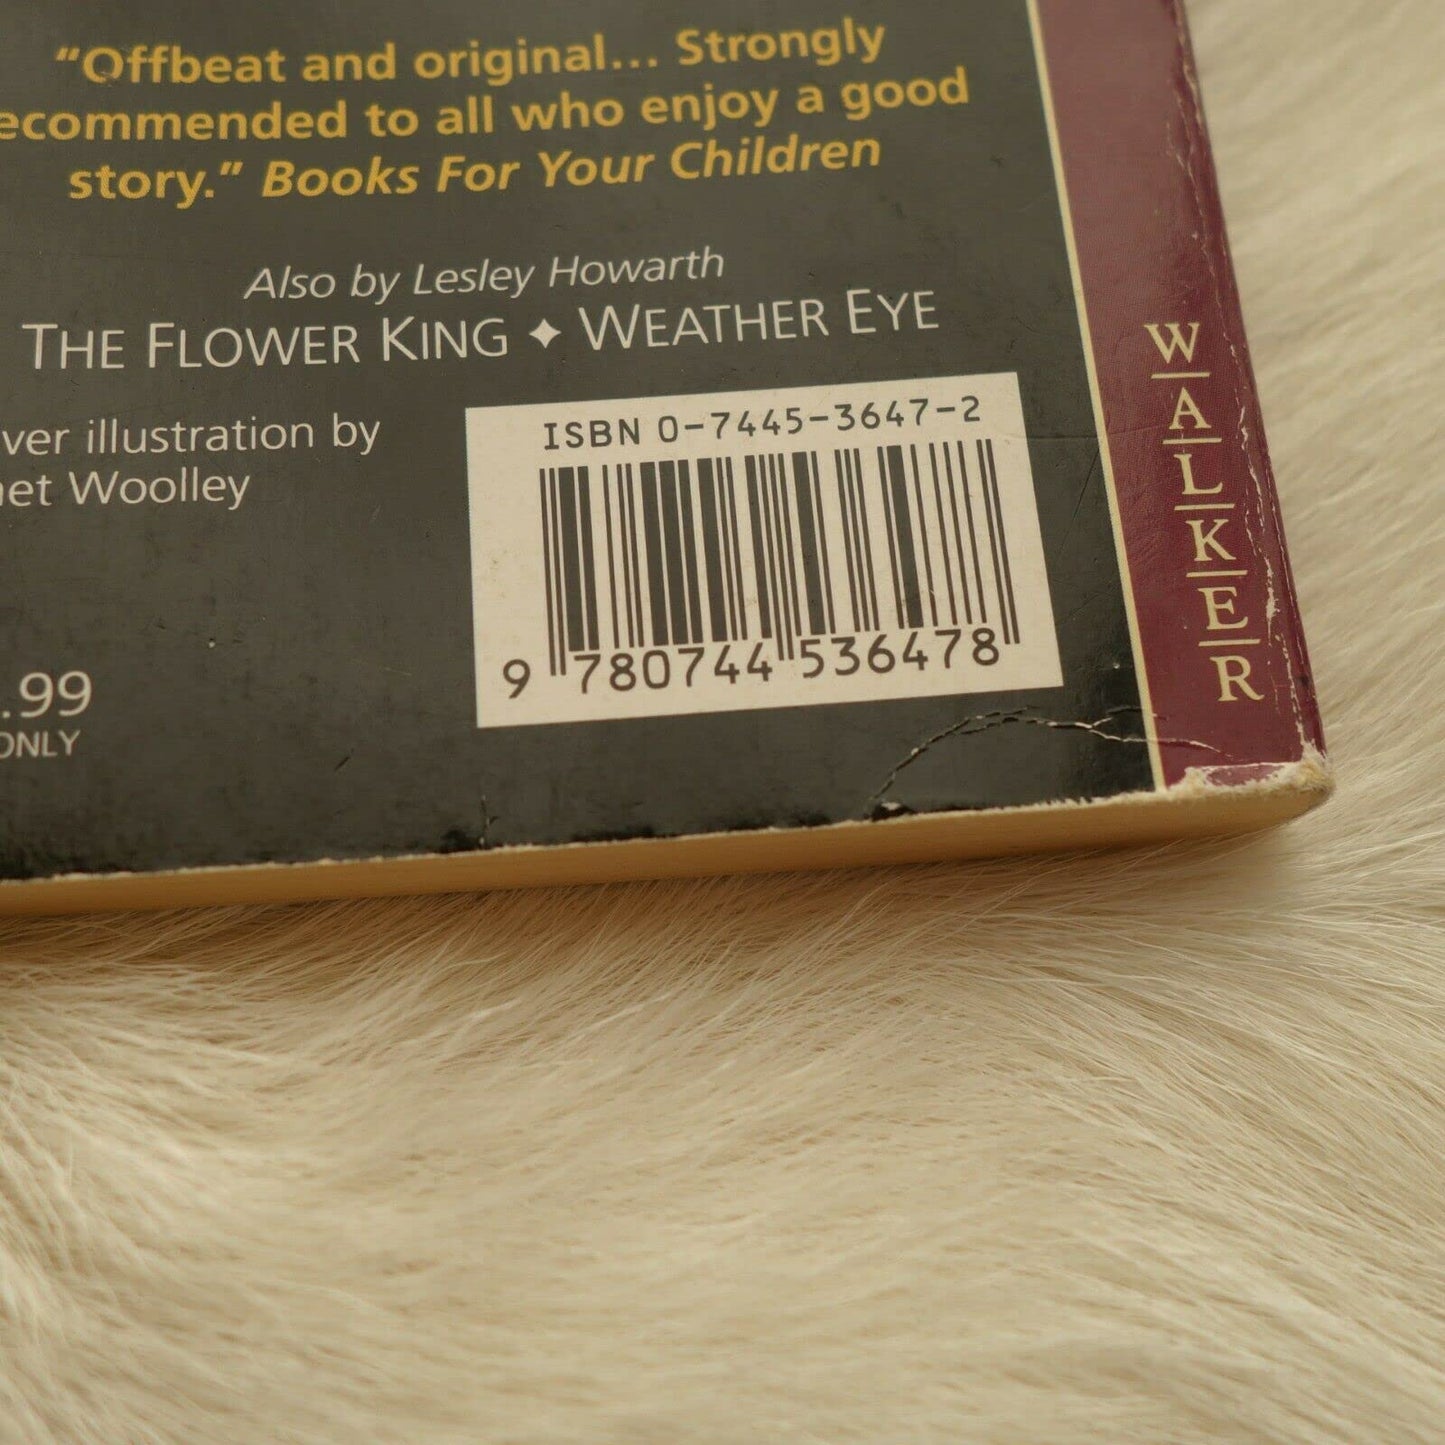 “Offbeat and original... Strongly
ecommended to all who enjoy a good
story.” Books For Your Children
Also by Lesley Howarth
THE FLOWER KING ✦ WEATHER EYE
ver illustration by
net Woolley
ISBN 0-7445-3647-2
9 780744 536478
.99
ONLY
WALKER